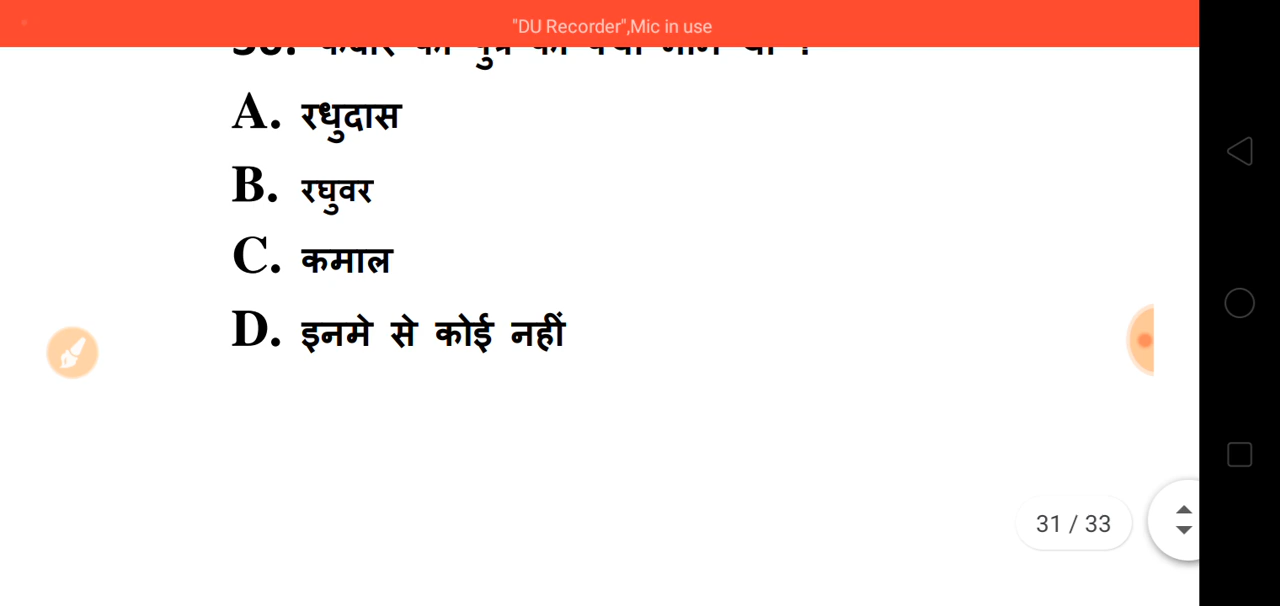 "DU Recorder",Mic in use
A. रधुदास
B. रघुवर
C. कमाल
D. इनमे से कोई नहीं
31 / 33